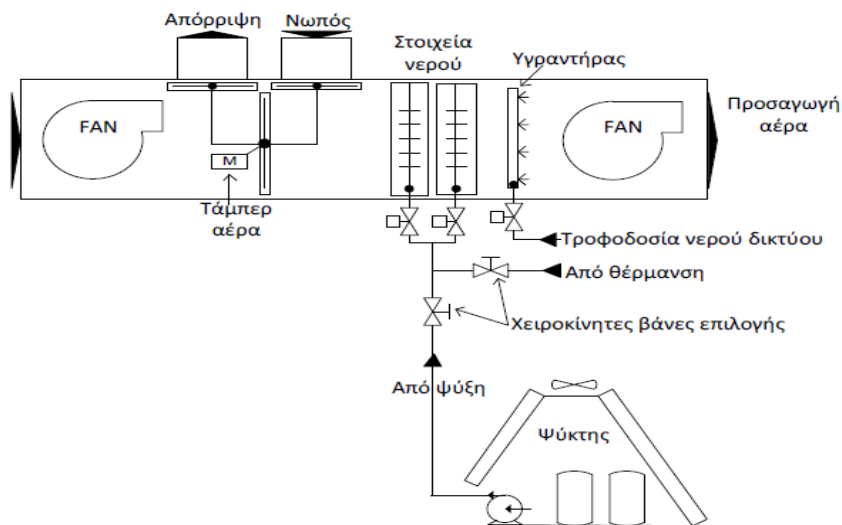 Απόρριψη
Νωπός
Στοιχεία
νερού
Υγραντήρας
FAN
FAN
Προσαγωγή
αέρα
M
Τάμπερ
αέρα
Τροφοδοσία νερού δικτύου
Από θέρμανση
Χειροκίνητες βάνες επιλογής
Από ψύξη
Ψύκτης